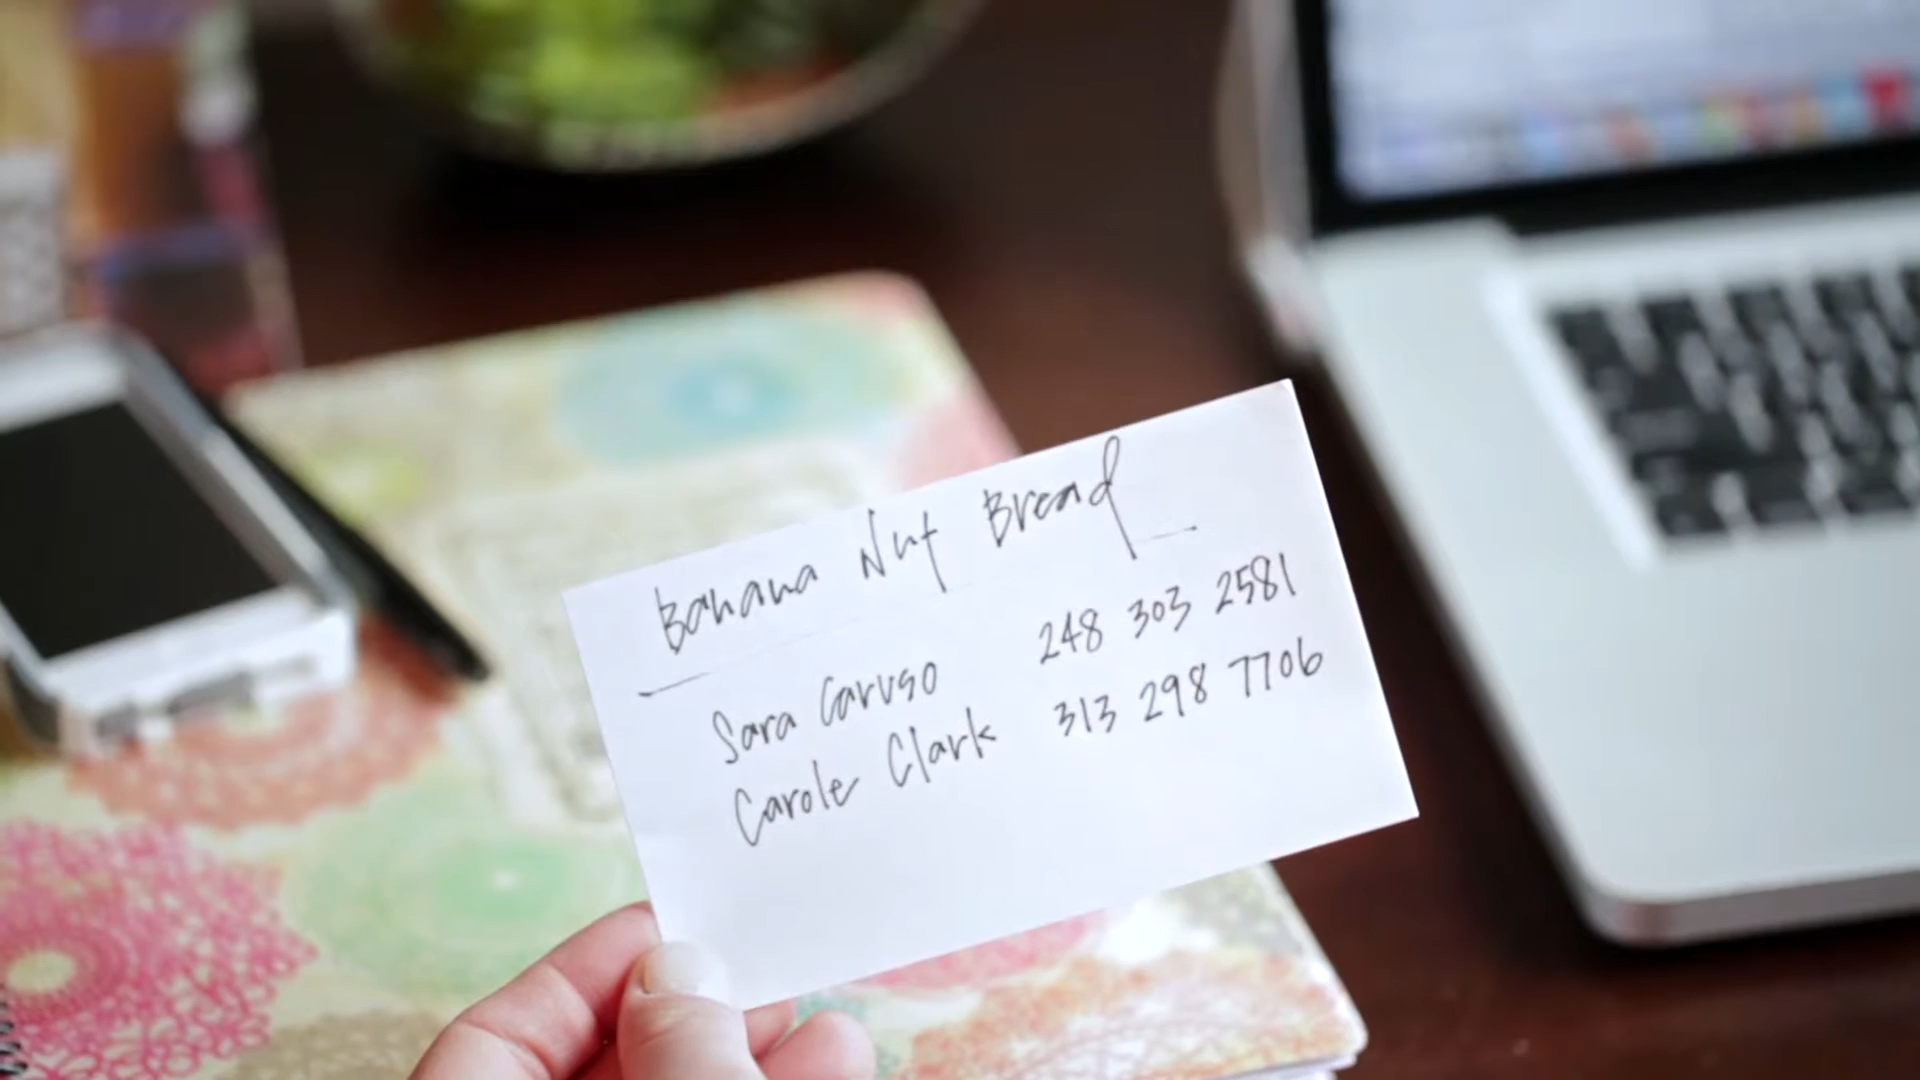 Banana Nut Bread
Sara Caruso 248 303 2581
Carole Clark 313 298 7706